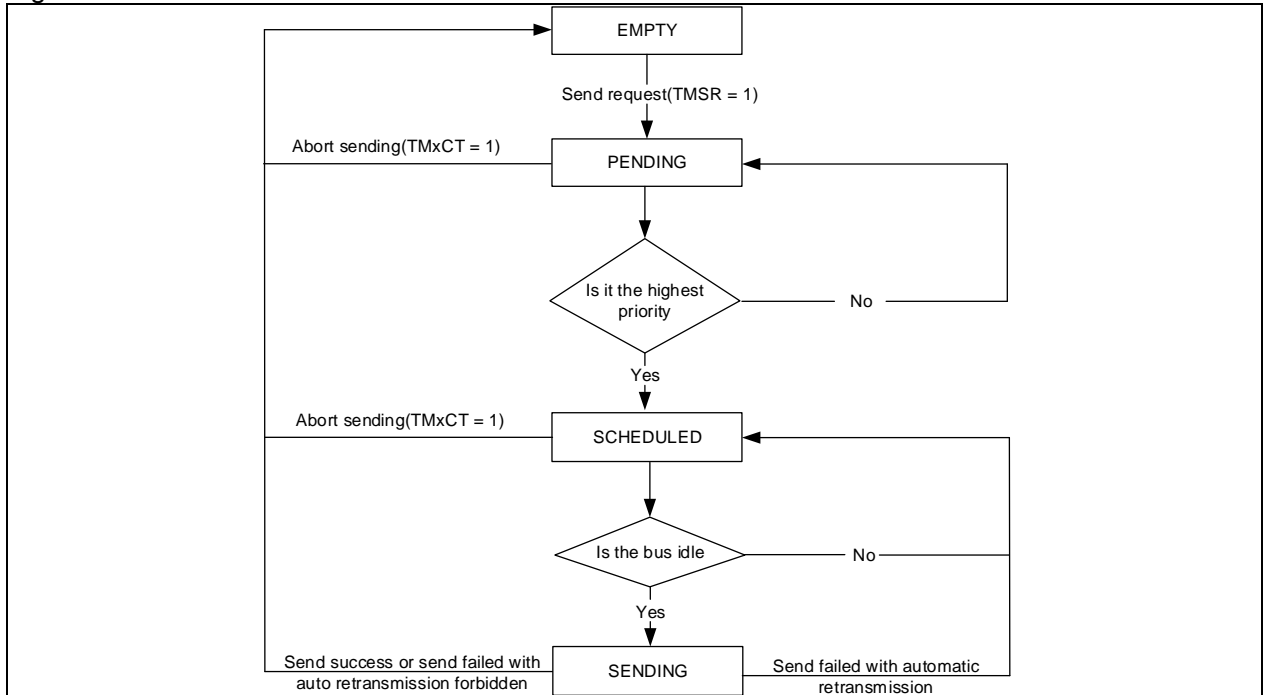 EMPTY
Send request(TMSR = 1)
Abort sending(TMxCT = 1)
PENDING
Is it the highest
priority
No
Yes
Abort sending(TMxCT = 1)
SCHEDULED
Is the bus idle
No
Yes
Send success or send failed with
auto retransmission forbidden
SENDING
Send failed with automatic
retransmission